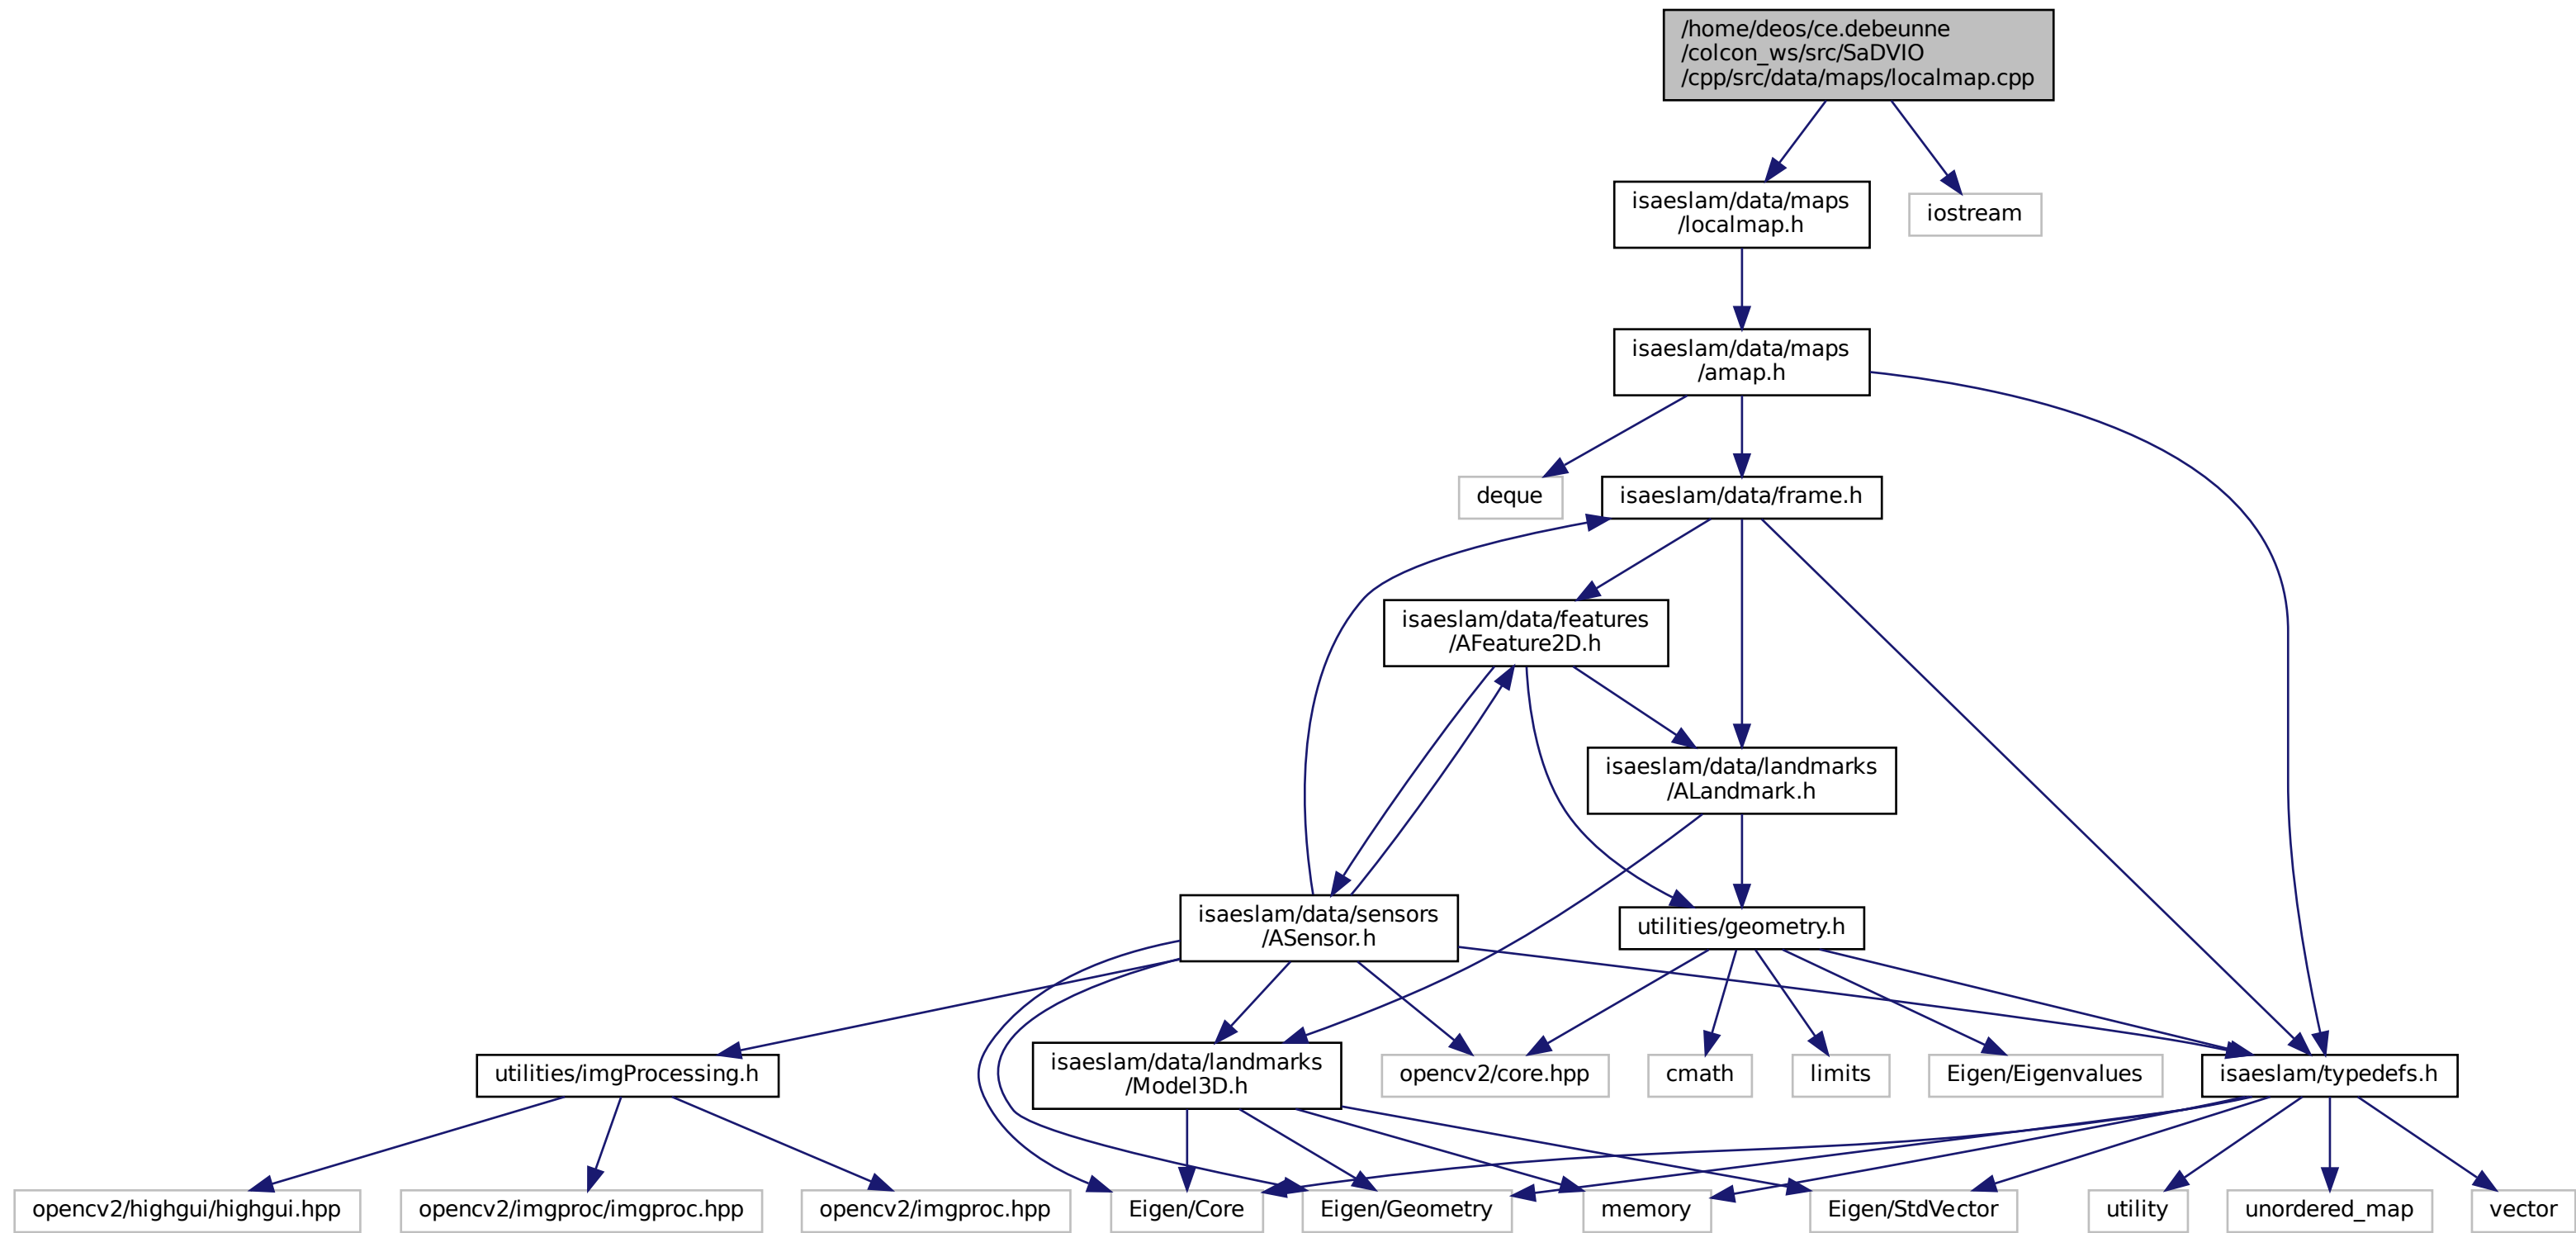 /home/deos/ce.debeunne
/colcon_ws/src/SaDVIO
/cpp/src/data/maps/localmap.cpp
isaeslam/data/maps
/localmap.h
iostream
isaeslam/data/maps
/amap.h
deque
isaeslam/data/frame.h
isaeslam/data/features
/AFeature2D.h
isaeslam/data/landmarks
/ALandmark.h
isaeslam/data/sensors
/ASensor.h
utilities/geometry.h
utilities/imgProcessing.h
isaeslam/data/landmarks
/Model3D.h
opencv2/core.hpp
cmath
limits
Eigen/Eigenvalues
isaeslam/typedefs.h
opencv2/highgui/highgui.hpp
opencv2/imgproc/imgproc.hpp
opencv2/imgproc.hpp
Eigen/Core
Eigen/Geometry
memory
Eigen/StdVector
utility
unordered_map
vector